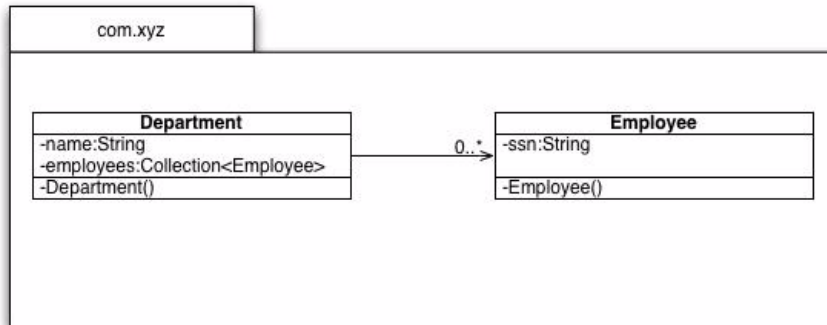 com.xyz
Department
-name:String
-employees:Collection<Employee>
-Department()
0..*
Employee
-ssn:String
-Employee()